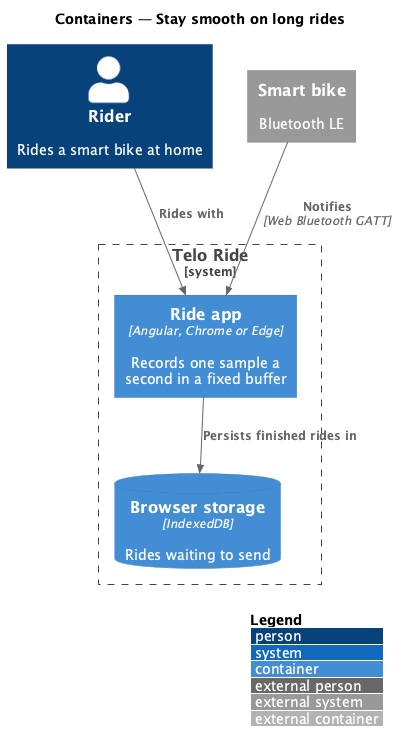 Containers — Stay smooth on long rides
Rider
Rides a smart bike at home
Smart bike
Bluetooth LE
Rides with
Notifies
[Web Bluetooth GATT]
Telo Ride
[system]
Ride app
[Angular, Chrome or Edge]
Records one sample a
second in a fixed buffer
Persists finished rides in
Browser storage
[IndexedDB]
Rides waiting to send
Legend
person
system
container
external person
external system
external container